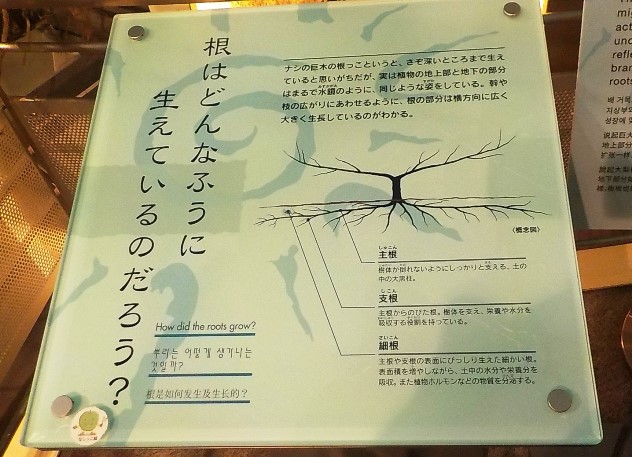 根はどんなふうに
生えているのだろう？
ナシの巨木の根っこというと、さぞ深いところまで生え
ていると思いがちだが、実は植物の地上部と地下の部分
はまるで水鏡のように、同じような姿をしている。幹や
枝の広がりにあわせるように、根の部分は横方向に広く
大きく生長しているのがわかる。
〈概念図〉
しゅこん
主根
樹体が倒れないようにしっかりと支える、土の
中の大黒柱。
しこん
支根
主根からのびた根。樹体を支え、栄養や水分を
吸収する役割を持っている。
さいこん
細根
主根や支根の表面にびっしり生えた細かい根。
表面積を増やしながら、土中の水分や栄養分を
吸収。また植物ホルモンなどの物質を分泌する。
How did the roots grow?
뿌리는 어떻게 생기나는
것일까?
根是如何发生及生长的？